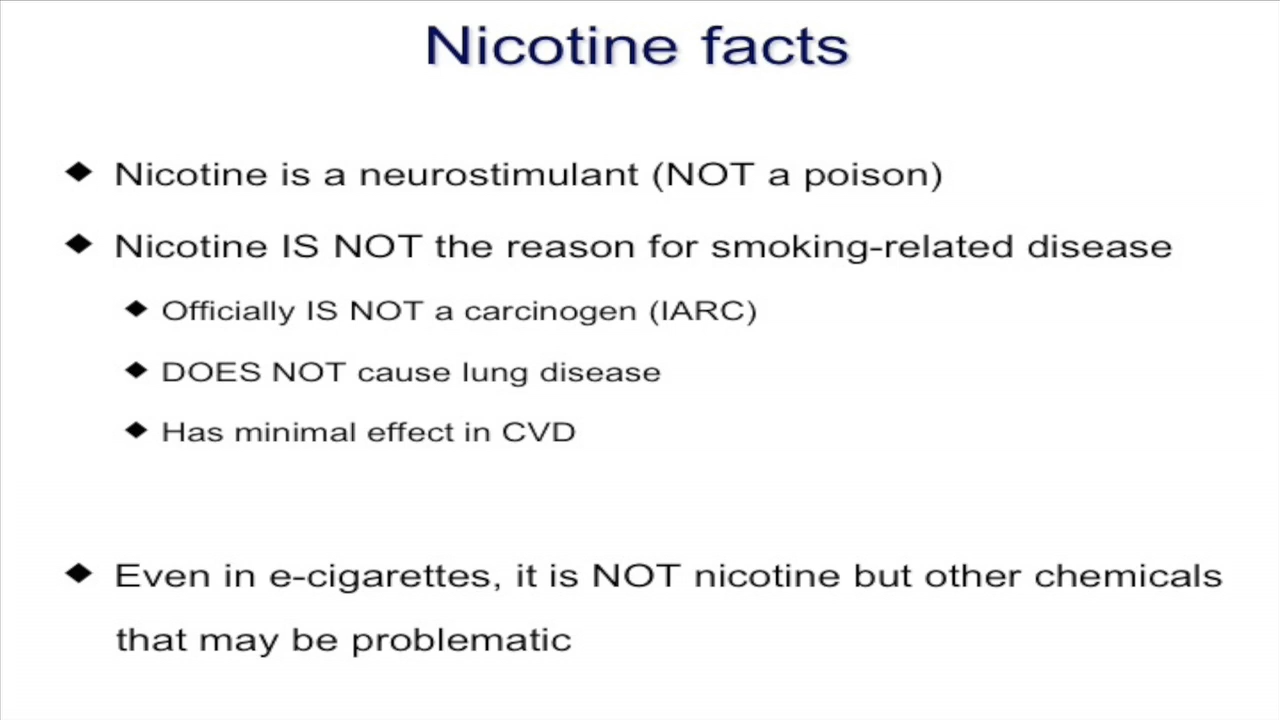 Nicotine facts
Nicotine is a neurostimulant (NOT a poison)
Nicotine IS NOT the reason for smoking-related disease
Officially IS NOT a carcinogen (IARC)
DOES NOT cause lung disease
Has minimal effect in CVD
Even in e-cigarettes, it is NOT nicotine but other chemicals
that may be problematic